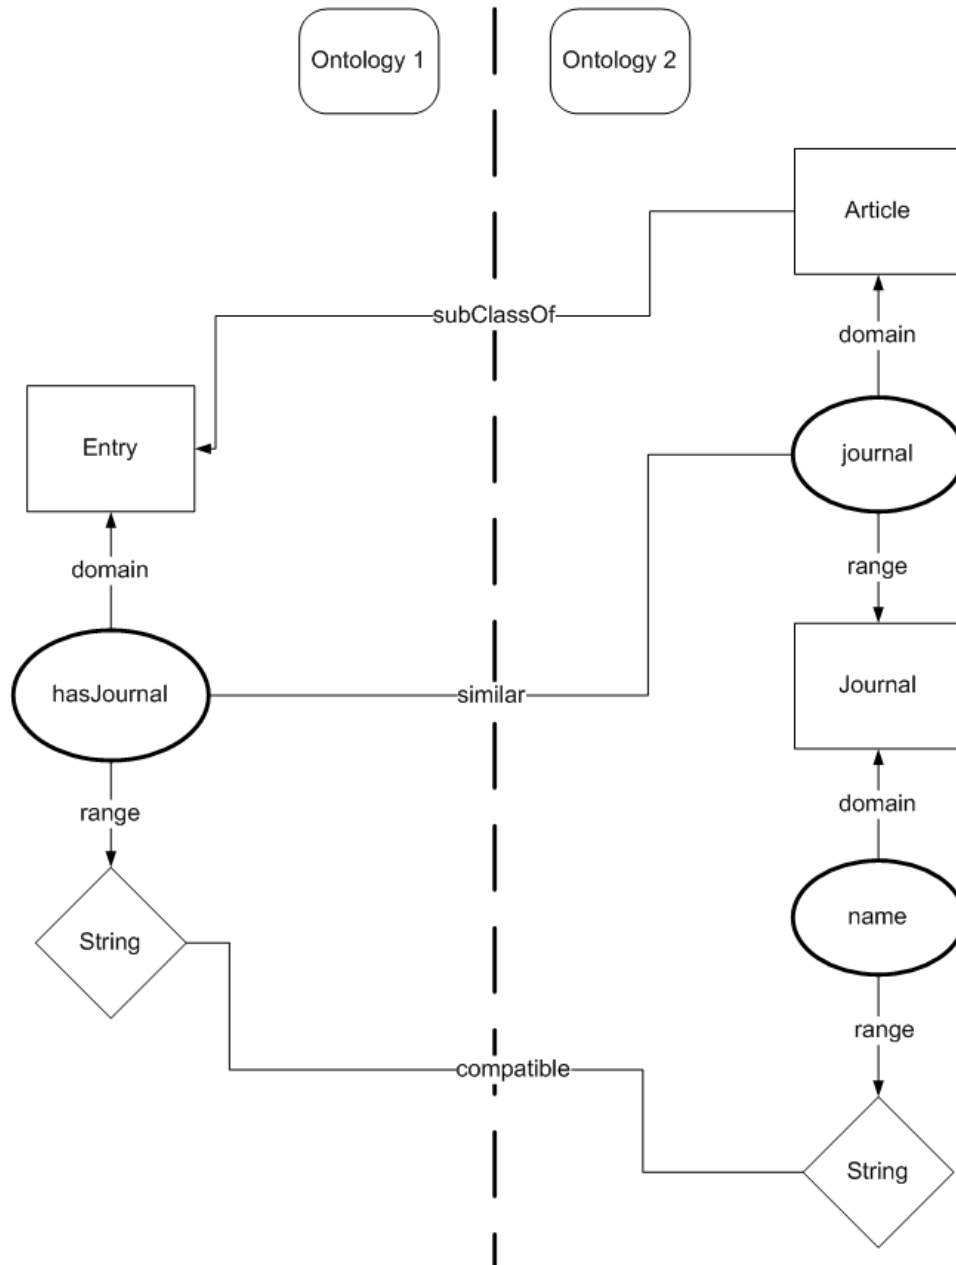 Ontology 1
Ontology 2
Article
subClassOf
domain
Entry
journal
domain
range
hasJournal
similar
Journal
range
domain
String
name
range
compatible
String